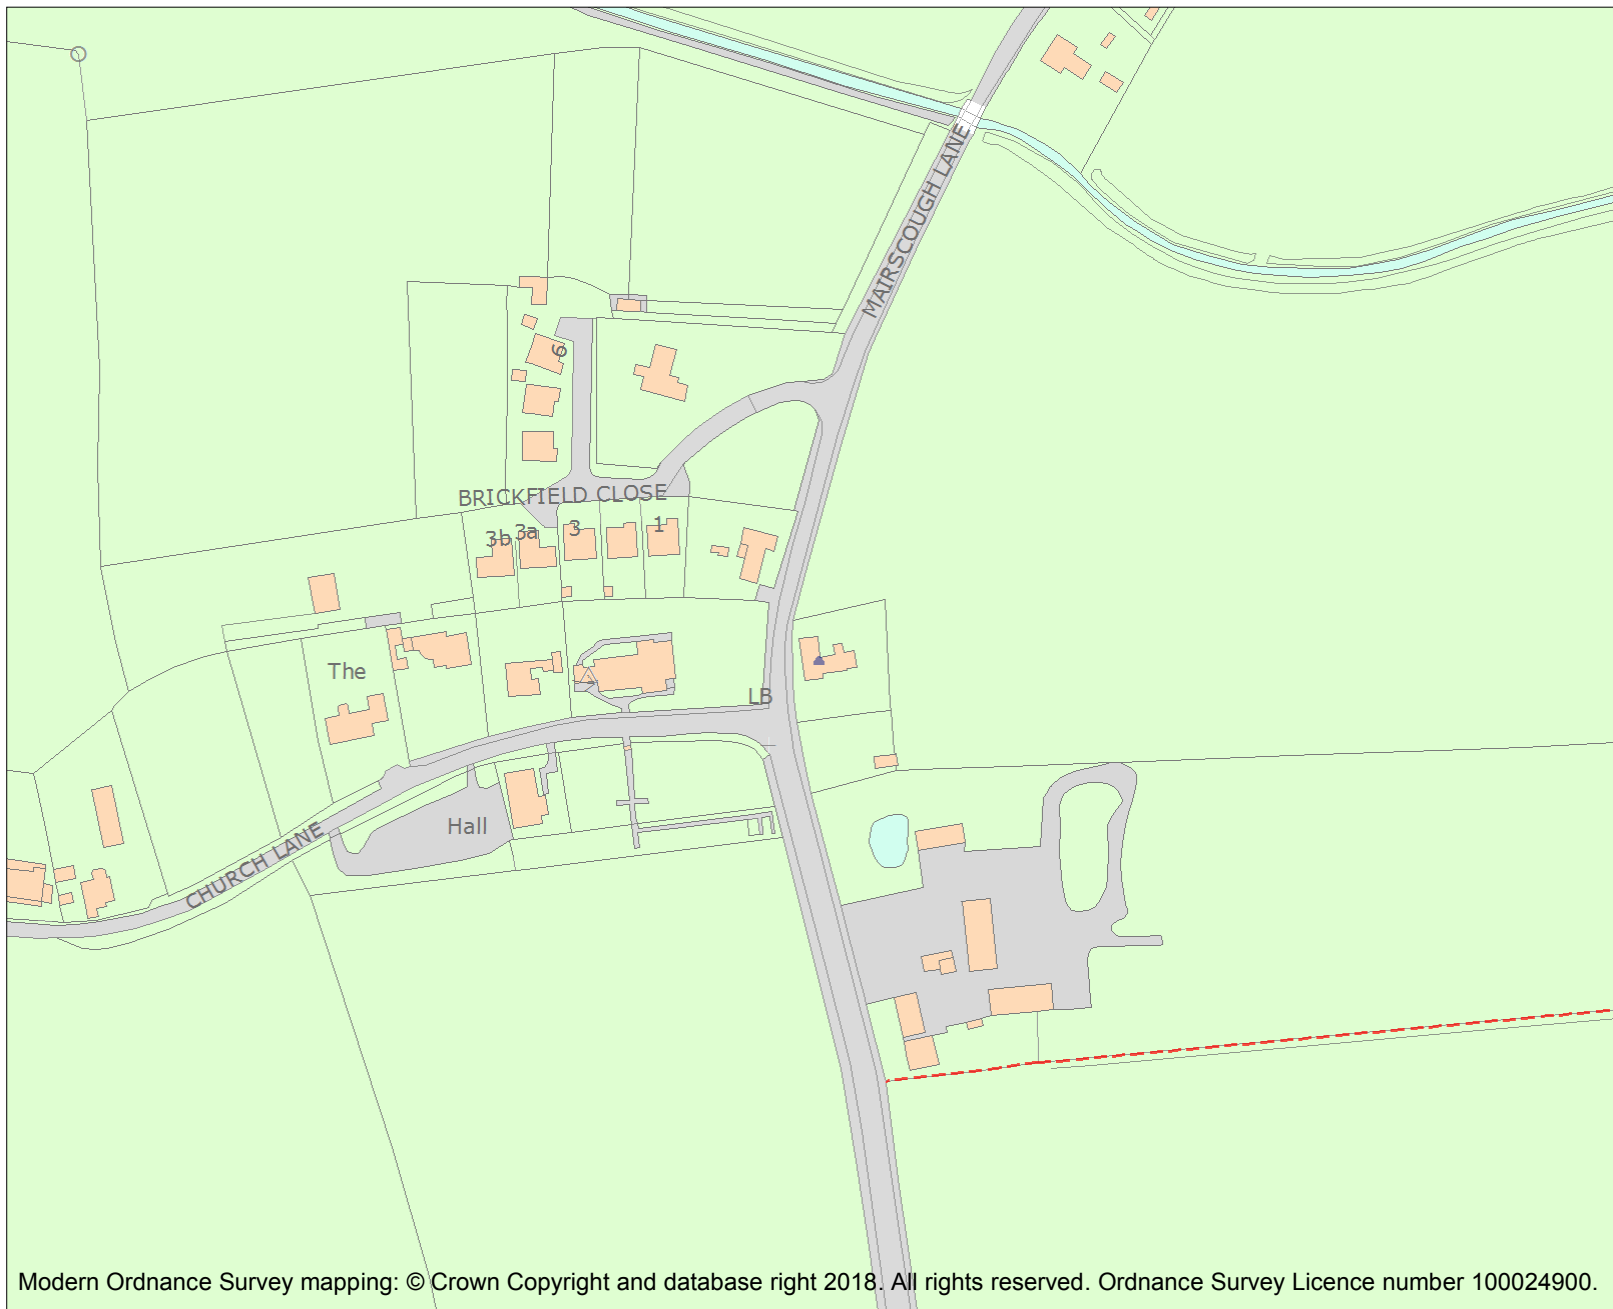 MAIRSCOUGH LANE
6
BRICKFIELD CLOSE
3b
3a
3
1
The
LB
Hall
CHURCH LANE
Modern Ordnance Survey mapping: © Crown Copyright and database right 2018. All rights reserved. Ordnance Survey Licence number 100024900.